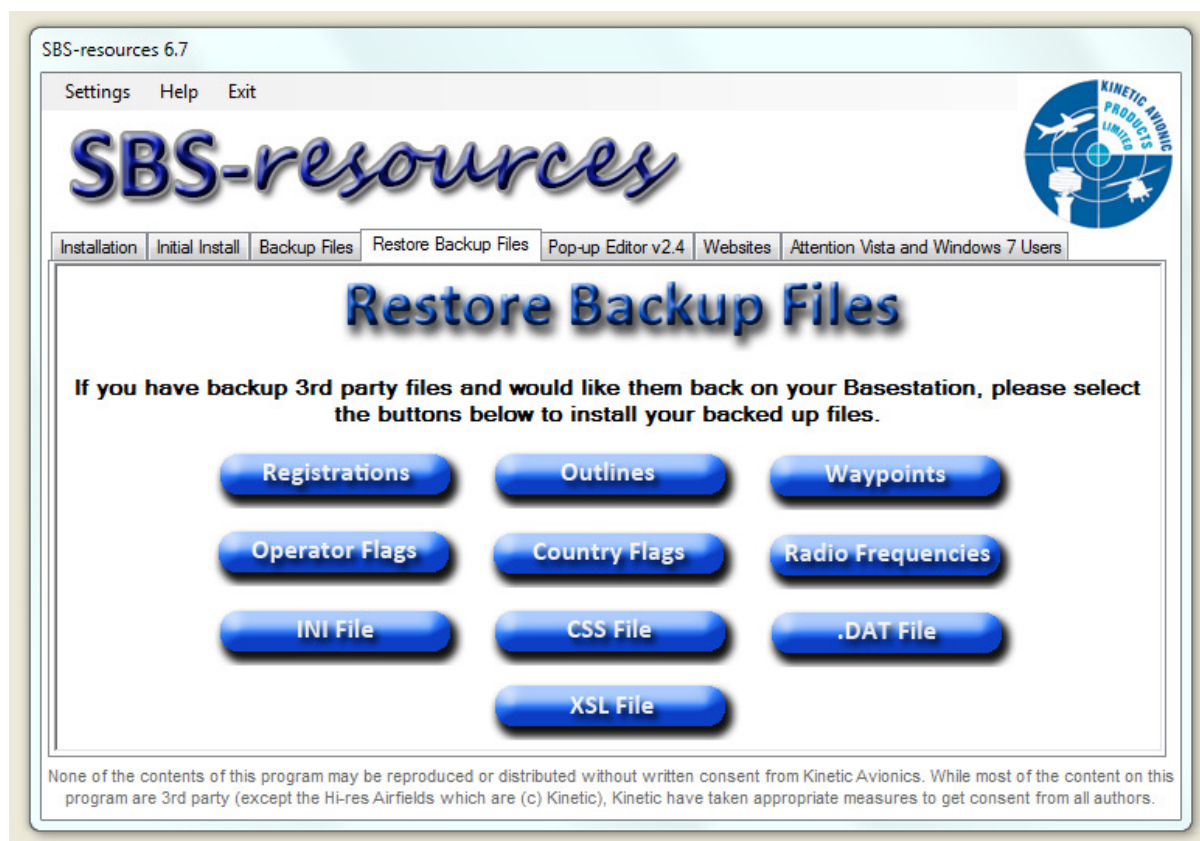 SBS-resources 6.7
Settings Help Exit
KINETIC AVIONIC
PRODUCTS
LIMITED
SBS-resources
Installation Initial Install Backup Files Restore Backup Files Pop-up Editor v2.4 Websites Attention Vista and Windows 7 Users
Restore Backup Files
If you have backup 3rd party files and would like them back on your Basestation, please select
the buttons below to install your backed up files.
Registrations Outlines Waypoints
Operator Flags Country Flags Radio Frequencies
INI File CSS File .DAT File
XSL File
None of the contents of this program may be reproduced or distributed without written consent from Kinetic Avionics. While most of the content on this
program are 3rd party (except the Hi-res Airfields which are (c) Kinetic), Kinetic have taken appropriate measures to get consent from all authors.